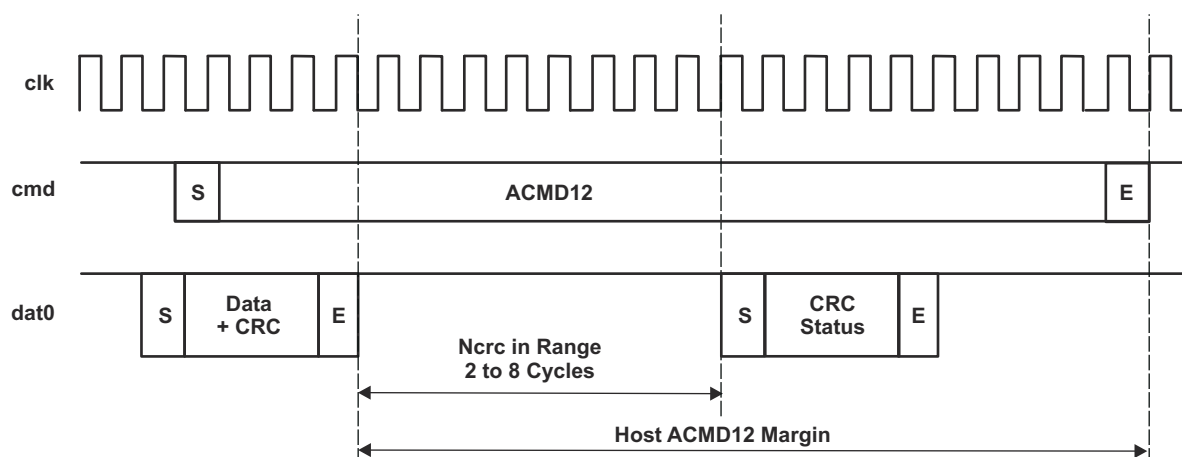 clk
cmd
S
ACMD12
E
dat0
S
Data
+ CRC
E
S
CRC
Status
E
Ncrc in Range
2 to 8 Cycles
Host ACMD12 Margin